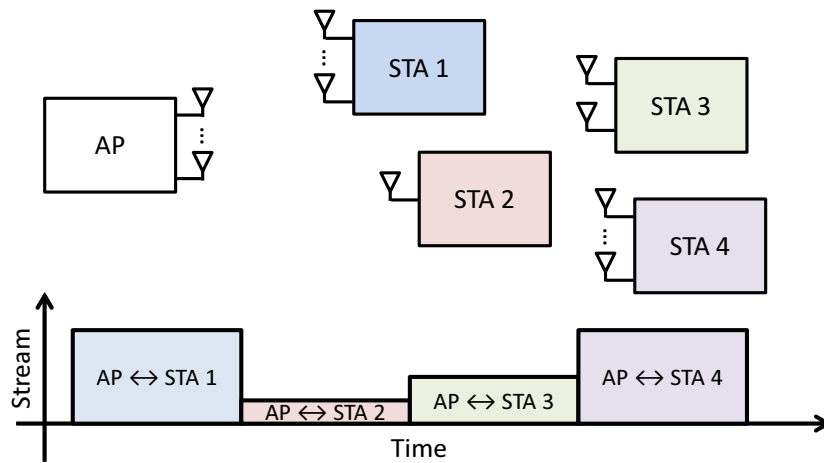 STA 1
STA 3
AP
STA 2
STA 4
Stream
AP ↔ STA 1
AP ↔ STA 2
AP ↔ STA 3
AP ↔ STA 4
Time